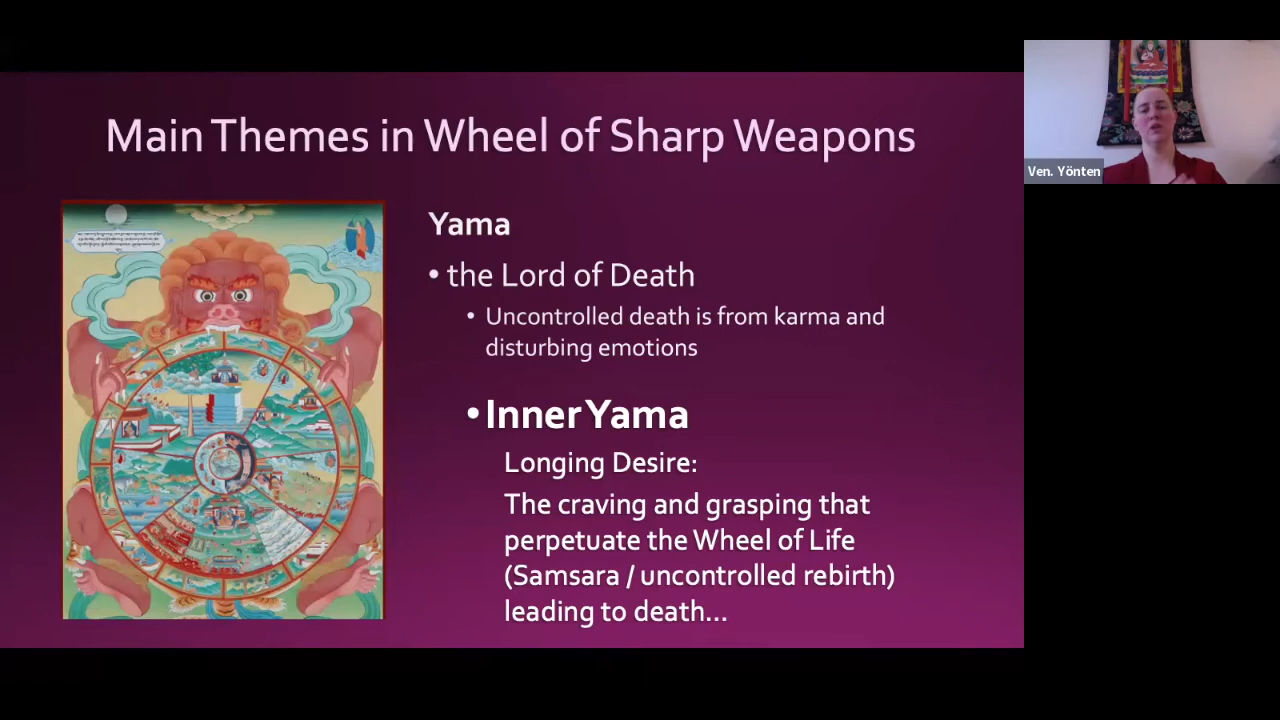 Main Themes in Wheel of Sharp Weapons
Yama
• the Lord of Death
• Uncontrolled death is from karma and
disturbing emotions
• Inner Yama
Longing Desire:
The craving and grasping that
perpetuate the Wheel of Life
(Samsara / uncontrolled rebirth)
leading to death...
Ven. Yönten